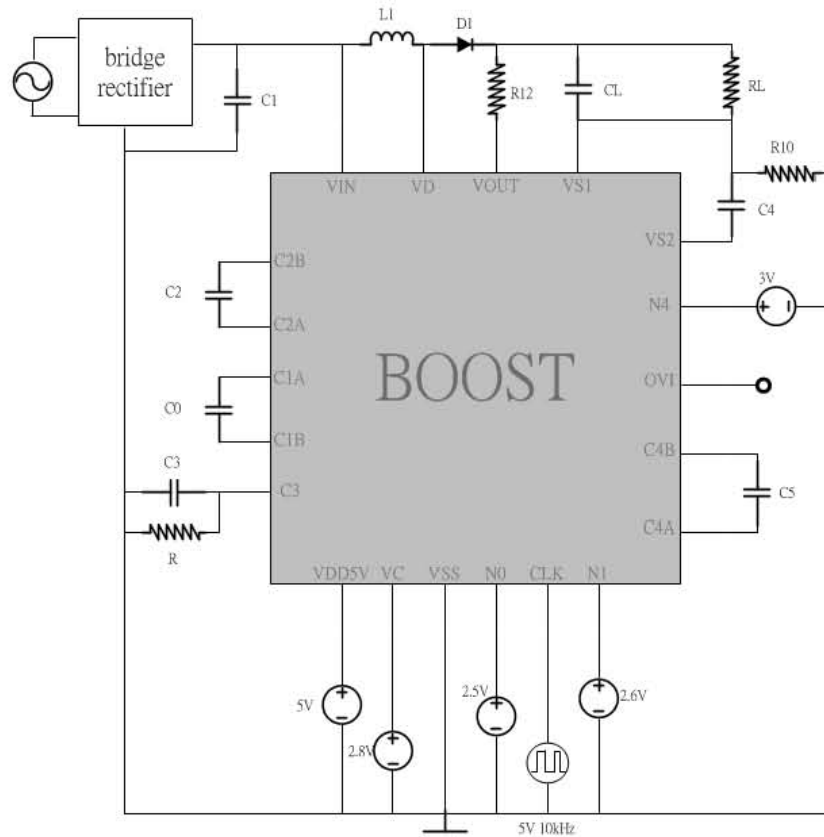 L1
D1
bridge
rectifier
C1
R12
CL
RL
R10
VIN
VD
VOUT
VS1
C4
VS2
C2B
3V
C2
N4
C2A
BOOST
C1A
OVI
C0
C1B
C4B
C3
C3
C5
C4A
R
VDD5V
VC
VSS
N0
CLK
N1
5V
2.8V
2.5V
2.6V
5V 10kHz